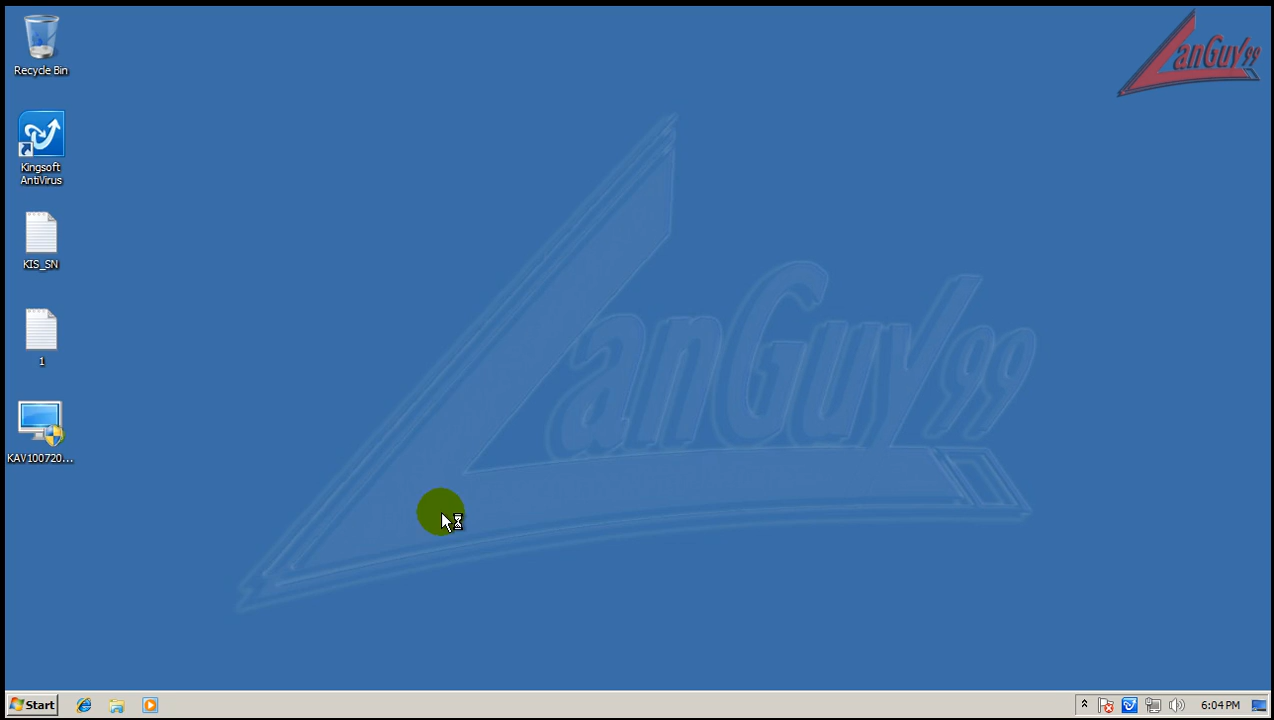 Recycle Bin
LanGuy99
Kingsoft
AntiVirus
KIS_SN
1
KAV100720...
LanGuy99
Start
6:04 PM